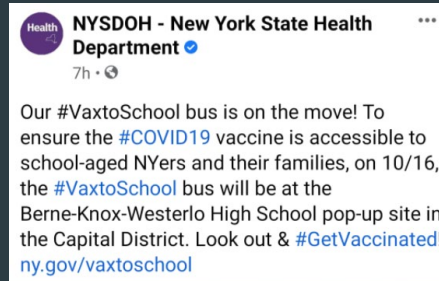 Health
NYSDOH - New York State Health
Department
7h
Our #VaxtoSchool bus is on the move! To
ensure the #COVID19 vaccine is accessible to
school-aged NYers and their families, on 10/16,
the #VaxtoSchool bus will be at the
Berne-Knox-Westerlo High School pop-up site in
the Capital District. Look out & #GetVaccinated!
ny.gov/vaxtoschool